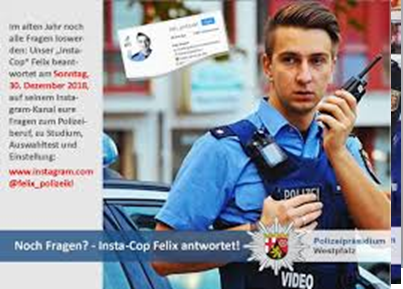 Im alten Jahr noch
alle Fragen loswer-
den: Unser „Insta-
Cop“ Felix beant-
wortet am Sonntag,
30. Dezember 2018,
auf seinem Insta-
gram-Kanal eure
Fragen zum Polizei-
beruf, zu Studium,
Auswahltest und
Einstellung:
www.instagram.com
@felix_polizeikl
POLIZEI
Noch Fragen? - Insta-Cop Felix antwortet!
Polizeipräsidium
Westpfalz
VIDEO